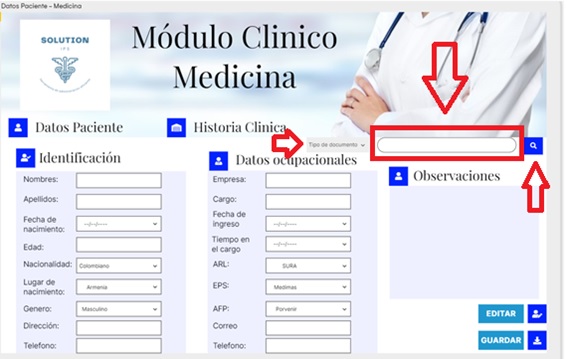 Datos Paciente - Medicina
SOLUTION
IPS
Módulo Clinico
Medicina
Datos Paciente
Historia Clinica
Tipo de documento
Identificación
Datos ocupacionales
Observaciones
Nombres:
Empresa:
Apellidos:
Cargo:
Fecha de
nacimiento:
--/--/----
Fecha de
ingreso
--/--/----
Edad:
Tiempo en
el cargo
--/--/----
Nacionalidad:
Colombiano
ARL:
SURA
Lugar de
nacimiento:
Armenia
EPS:
Medimas
Genero:
Masculino
AFP:
Porvenir
EDITAR
Dirección:
Correo
GUARDAR
Telefono:
Telefono: